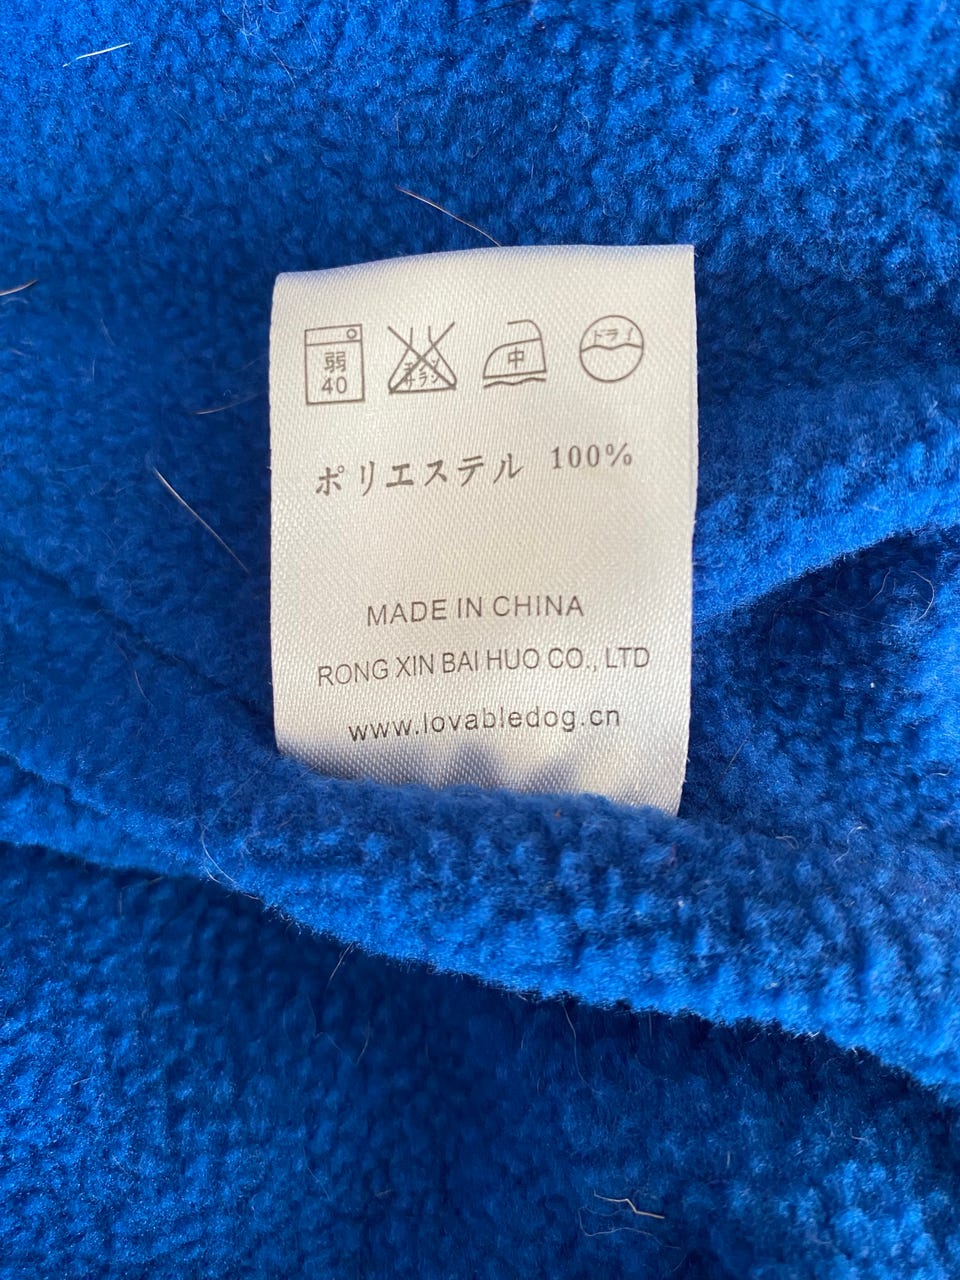 弱 中 ドライ
40
ポリエステル 100%
MADE IN CHINA
RONG XIN BAI HUO CO., LTD
www.lovabledog.cn